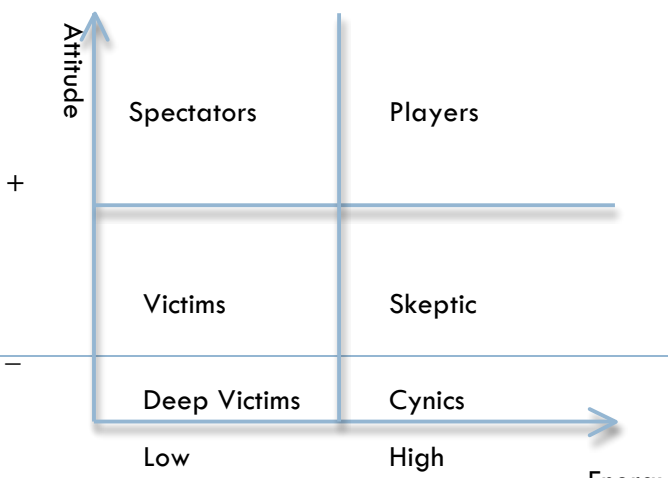 Attitude
Spectators Players
+
Victims Skeptic
–
Deep Victims Cynics
Low High